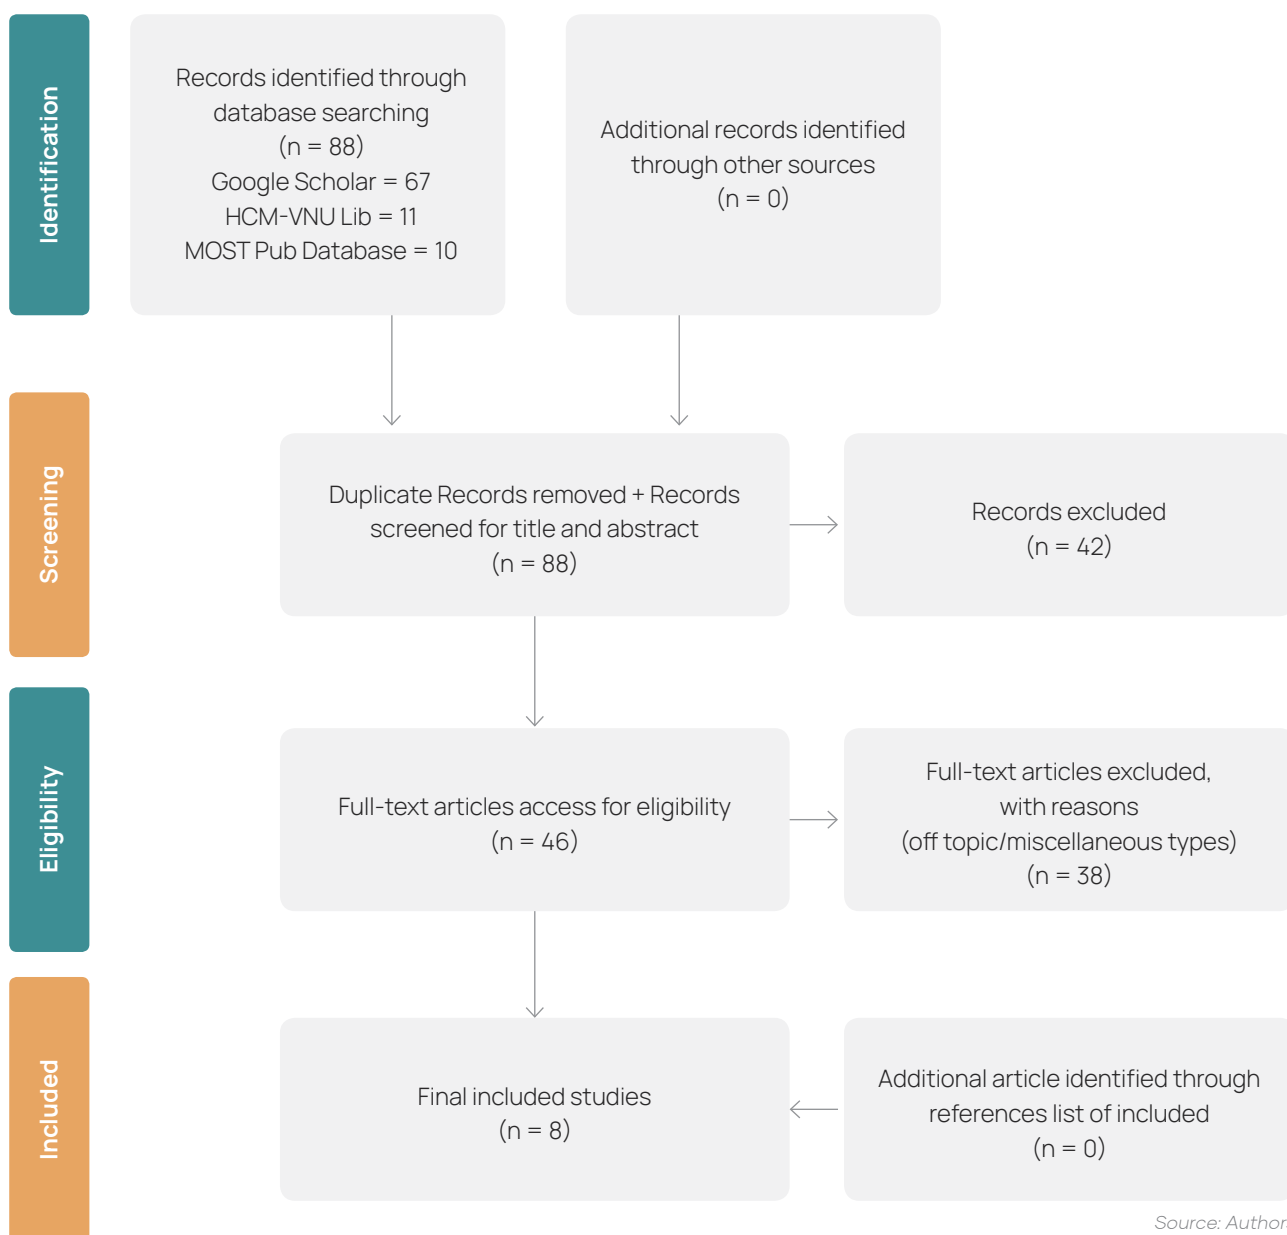 Identification
Records identified through
database searching
(n = 88)
Google Scholar = 67
HCM-VNU Lib = 11
MOST Pub Database = 10
Additional records identified
through other sources
(n = 0)
Screening
Duplicate Records removed + Records
screened for title and abstract
(n = 88)
Records excluded
(n = 42)
Eligibility
Full-text articles access for eligibility
(n = 46)
Full-text articles excluded,
with reasons
(off topic/miscellaneous types)
(n = 38)
Included
Final included studies
(n = 8)
Additional article identified through
references list of included
(n = 0)
Source: Author